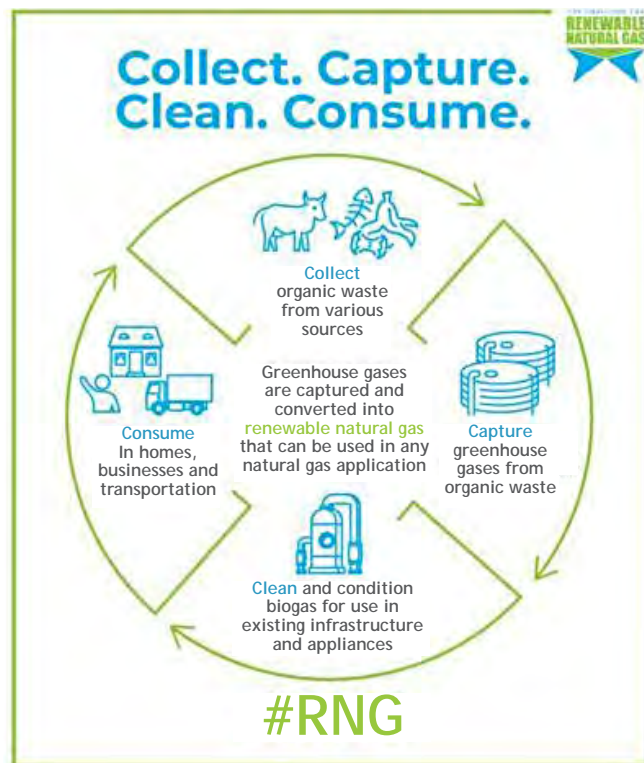 RENEWABLE
NATURAL GAS
Collect. Capture.
Clean. Consume.
Collect
organic waste
from various
sources
Greenhouse gases
are captured and
converted into
renewable natural gas
that can be used in any
natural gas application
Capture
greenhouse
gases from
organic waste
Clean and condition
biogas for use in
existing infrastructure
and appliances
Consume
In homes,
businesses and
transportation
#RNG